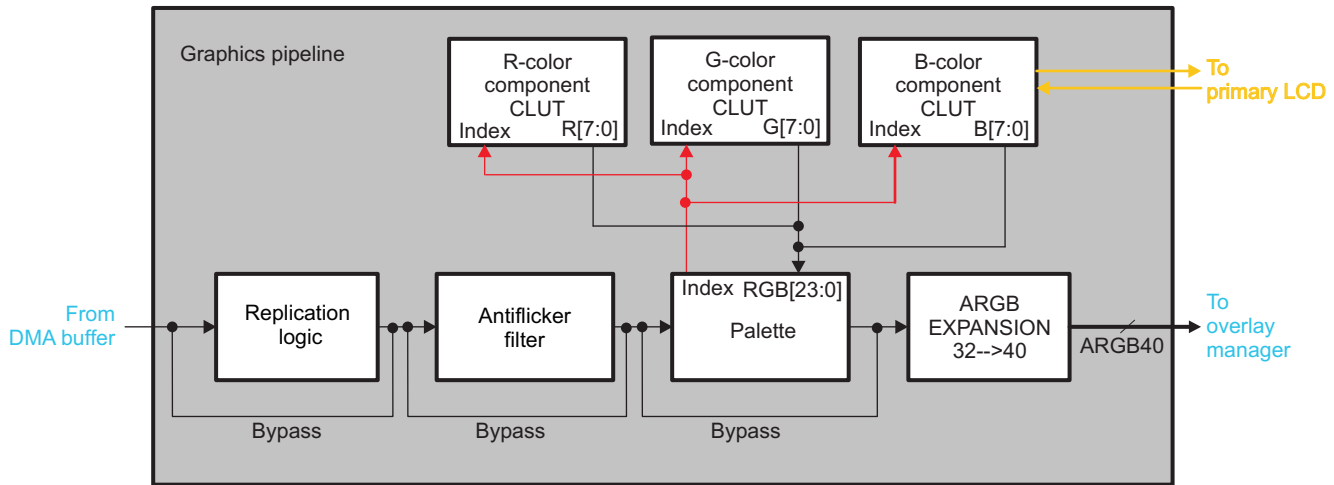 Graphics pipeline
R-color
component
CLUT
Index R[7:0]
G-color
component
CLUT
Index G[7:0]
B-color
component
CLUT
Index B[7:0]
To
primary LCD
From
DMA buffer
Replication
logic
Antiflicker
filter
Index RGB[23:0]
Palette
ARGB
EXPANSION
32-->40
ARGB40
To
overlay
manager
Bypass
Bypass
Bypass